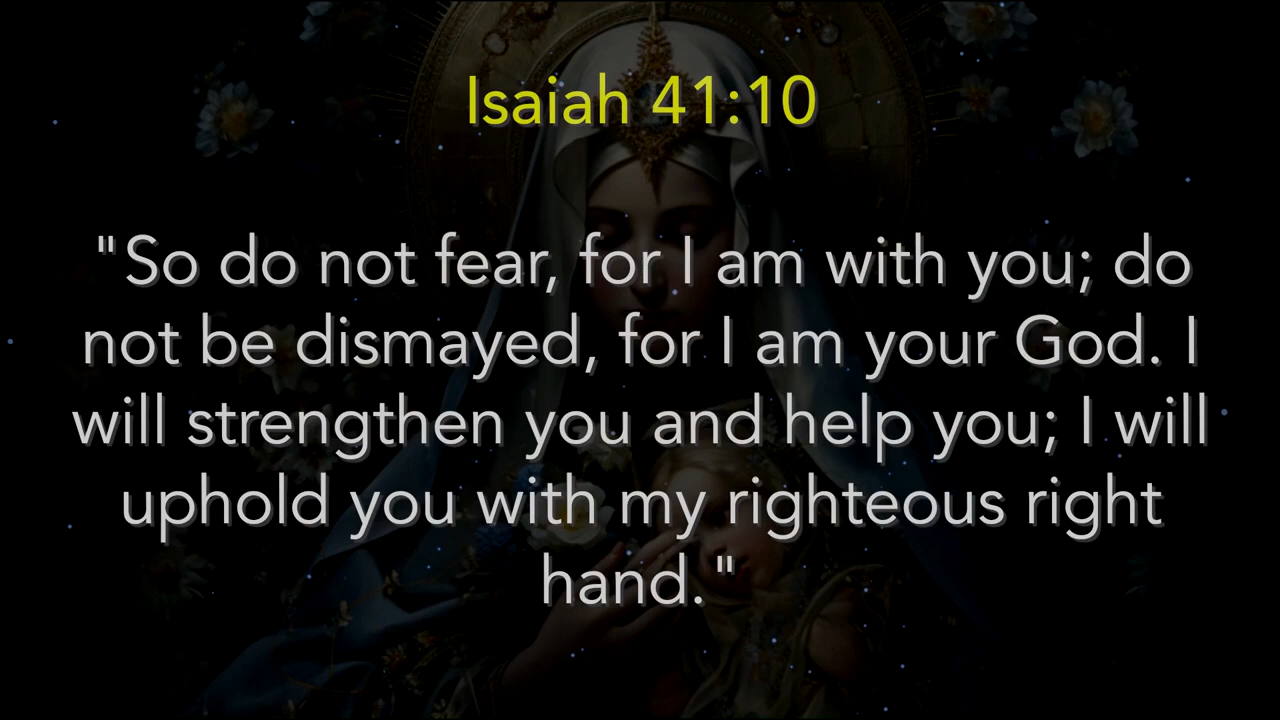 Isaiah 41:10
"So do not fear, for I am with you; do
not be dismayed, for I am your God. I
will strengthen you and help you; I will
uphold you with my righteous right
hand."